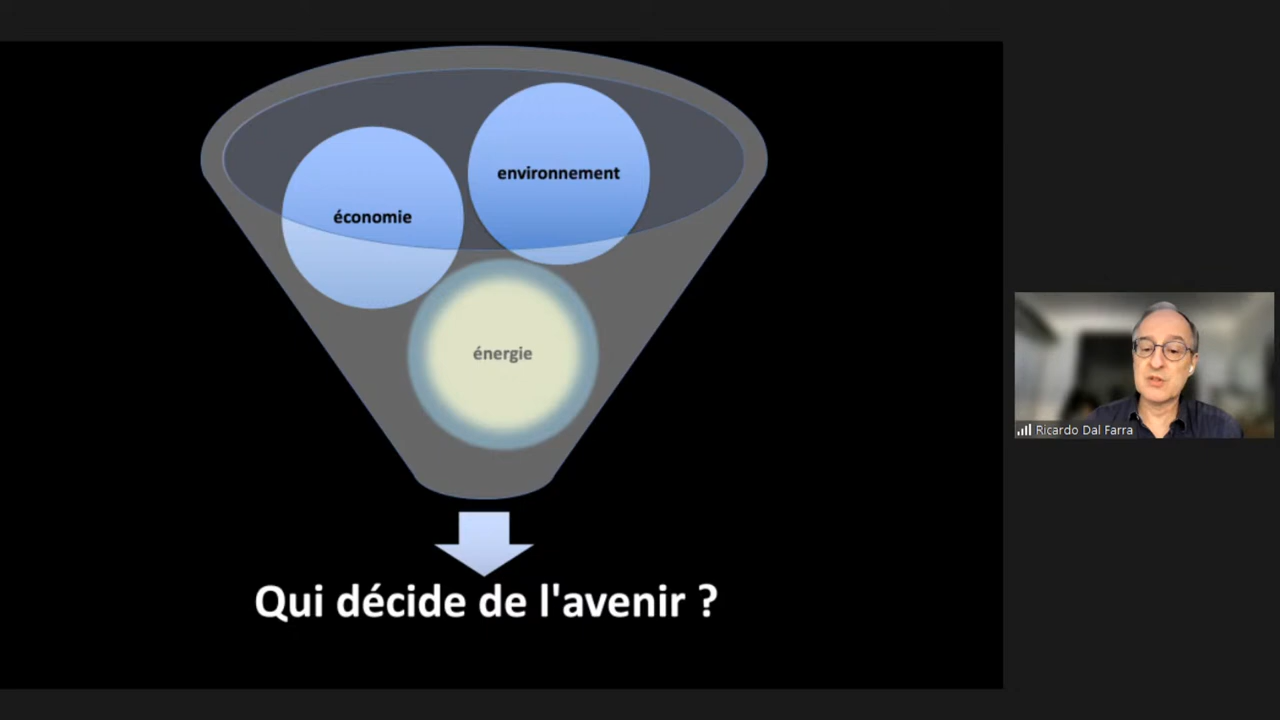 environnement
économie
énergie
Qui décide de l'avenir ?
Ricardo Dal Farra